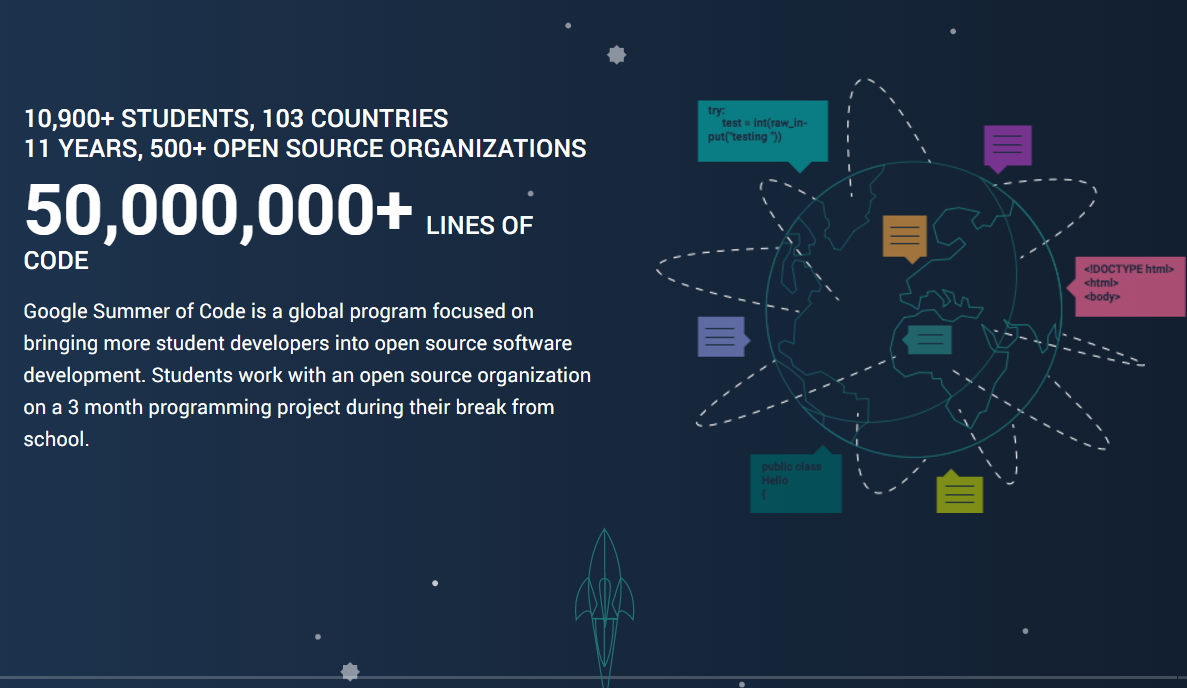 10,900+ STUDENTS, 103 COUNTRIES
11 YEARS, 500+ OPEN SOURCE ORGANIZATIONS
50,000,000+ LINES OF
CODE
Google Summer of Code is a global program focused on
bringing more student developers into open source software
development. Students work with an open source organization
on a 3 month programming project during their break from
school.
try:
test = int(raw_in-
put("testing "))
<!DOCTYPE html>
<html>
<body>
public class
Hello
{